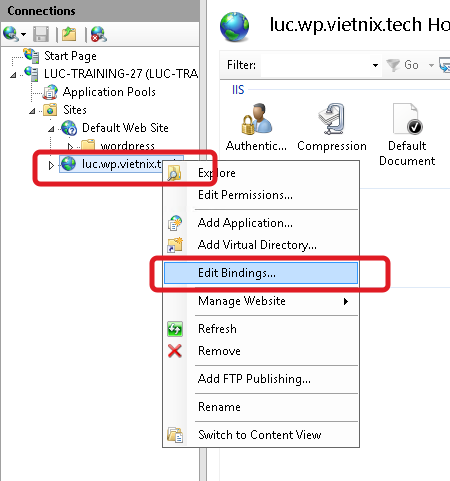 Connections
luc.wp.vietnix.tech Ho
Start Page
LUC-TRAINING-27 (LUC-TRA
Application Pools
Sites
Default Web Site
wordpress
luc.wp.vietnix.tech
Filter:
Go
IIS
Authentic...
Compression
Default
Document
Explore
Edit Permissions...
Add Application...
Add Virtual Directory...
Edit Bindings...
Manage Website
Refresh
Remove
Add FTP Publishing...
Rename
Switch to Content View